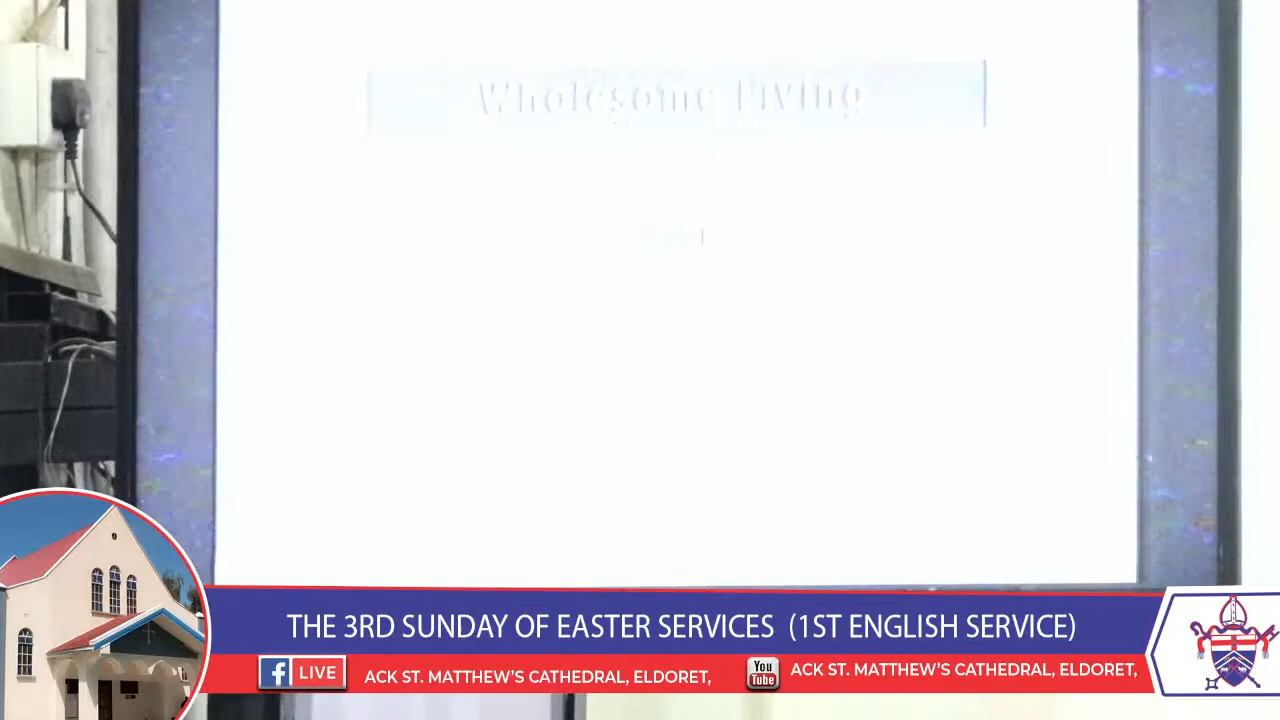 Wholesome Living
THE 3RD SUNDAY OF EASTER SERVICES (1ST ENGLISH SERVICE)
f LIVE
ACK ST. MATTHEW'S CATHEDRAL, ELDORET,
You Tube
ACK ST. MATTHEW'S CATHEDRAL, ELDORET,